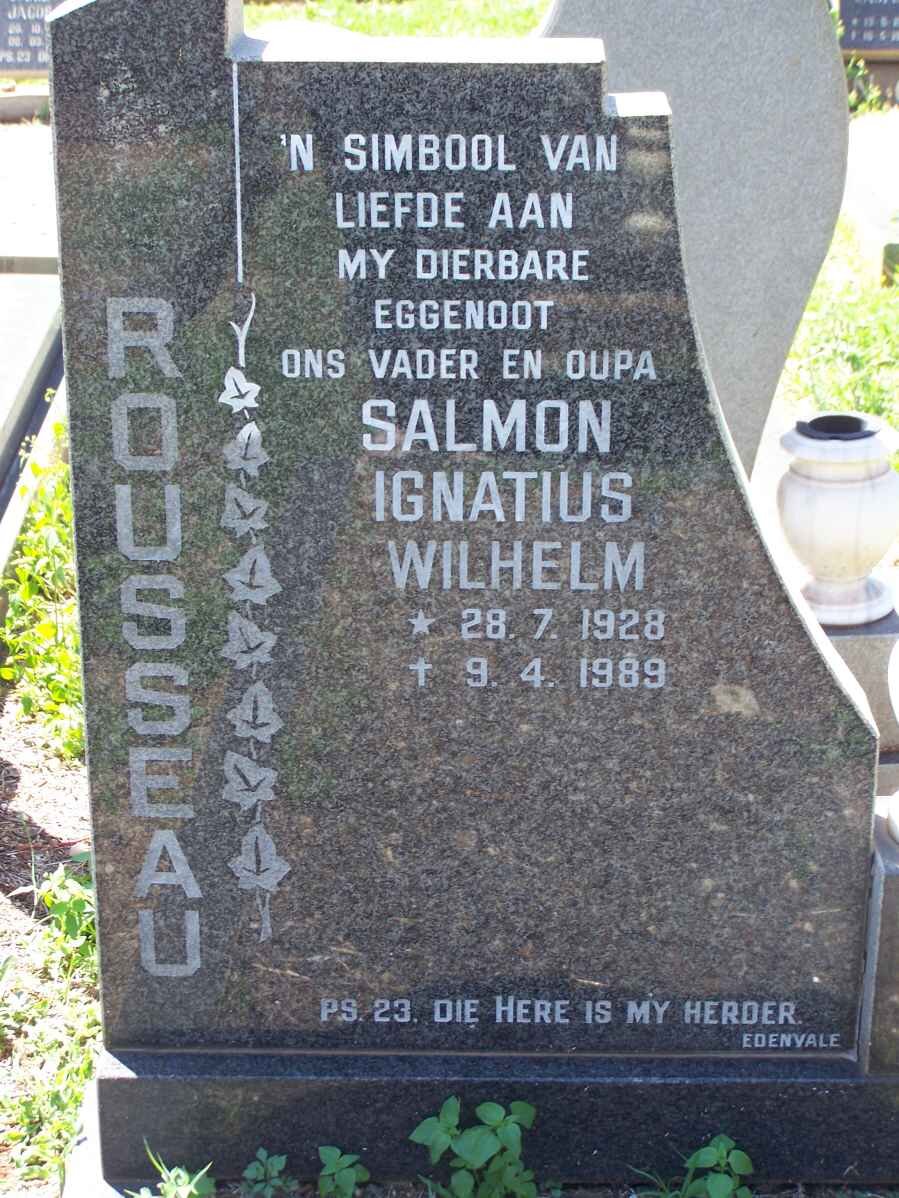 JACOB
ROUSSEAU
'N SIMBOOL VAN
LIEFDE AAN
MY DIERBARE
EGGENOOT
ONS VADER EN OUPA
SALMON
IGNATIUS
WILHELM
★ 28. 7. 1928
✝ 9. 4. 1989
PS. 23. DIE HERE IS MY HERDER.
EDENVALE